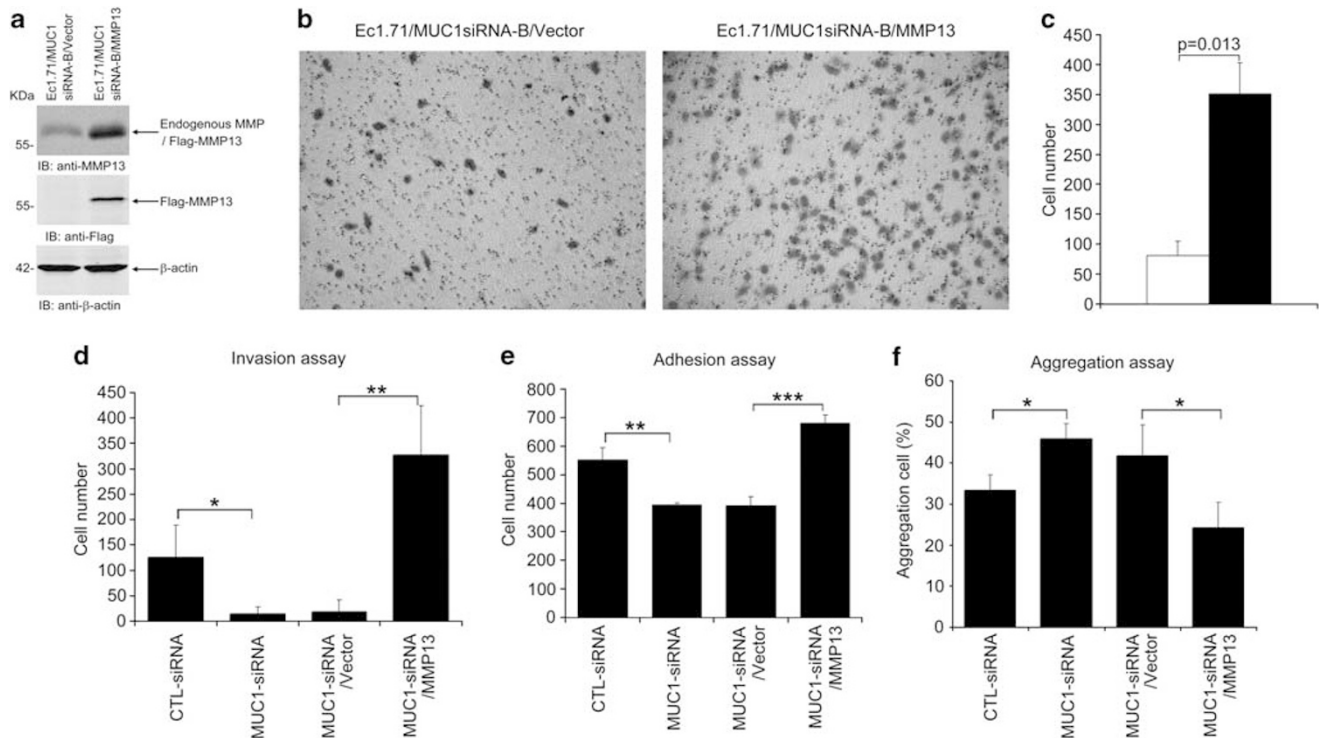 a
Ec1.71/MUC1
siRNA-B/Vector
Ec1.71/MUC1
siRNA-B/MMP13
KDa
55-
Endogenous MMP
/ Flag-MMP13
IB: anti-MMP13
55-
Flag-MMP13
IB: anti-Flag
42-
β-actin
IB: anti-β-actin
b
Ec1.71/MUC1siRNA-B/Vector
Ec1.71/MUC1siRNA-B/MMP13
c
Cell number
450
400
350
300
250
200
150
100
50
0
p=0.013
d
Invasion assay
Cell number
450
400
350
300
250
200
150
100
50
0
*
**
CTL-siRNA
MUC1-siRNA
MUC1-siRNA
/Vector
MUC1-siRNA
/MMP13
e
Adhesion assay
Cell number
800
700
600
500
400
300
200
100
0
**
***
CTL-siRNA
MUC1-siRNA
MUC1-siRNA
/Vector
MUC1-siRNA
/MMP13
f
Aggregation assay
Aggregation cell (%)
60
50
40
30
20
10
0
*
*
CTL-siRNA
MUC1-siRNA
MUC1-siRNA
/Vector
MUC1-siRNA
/MMP13